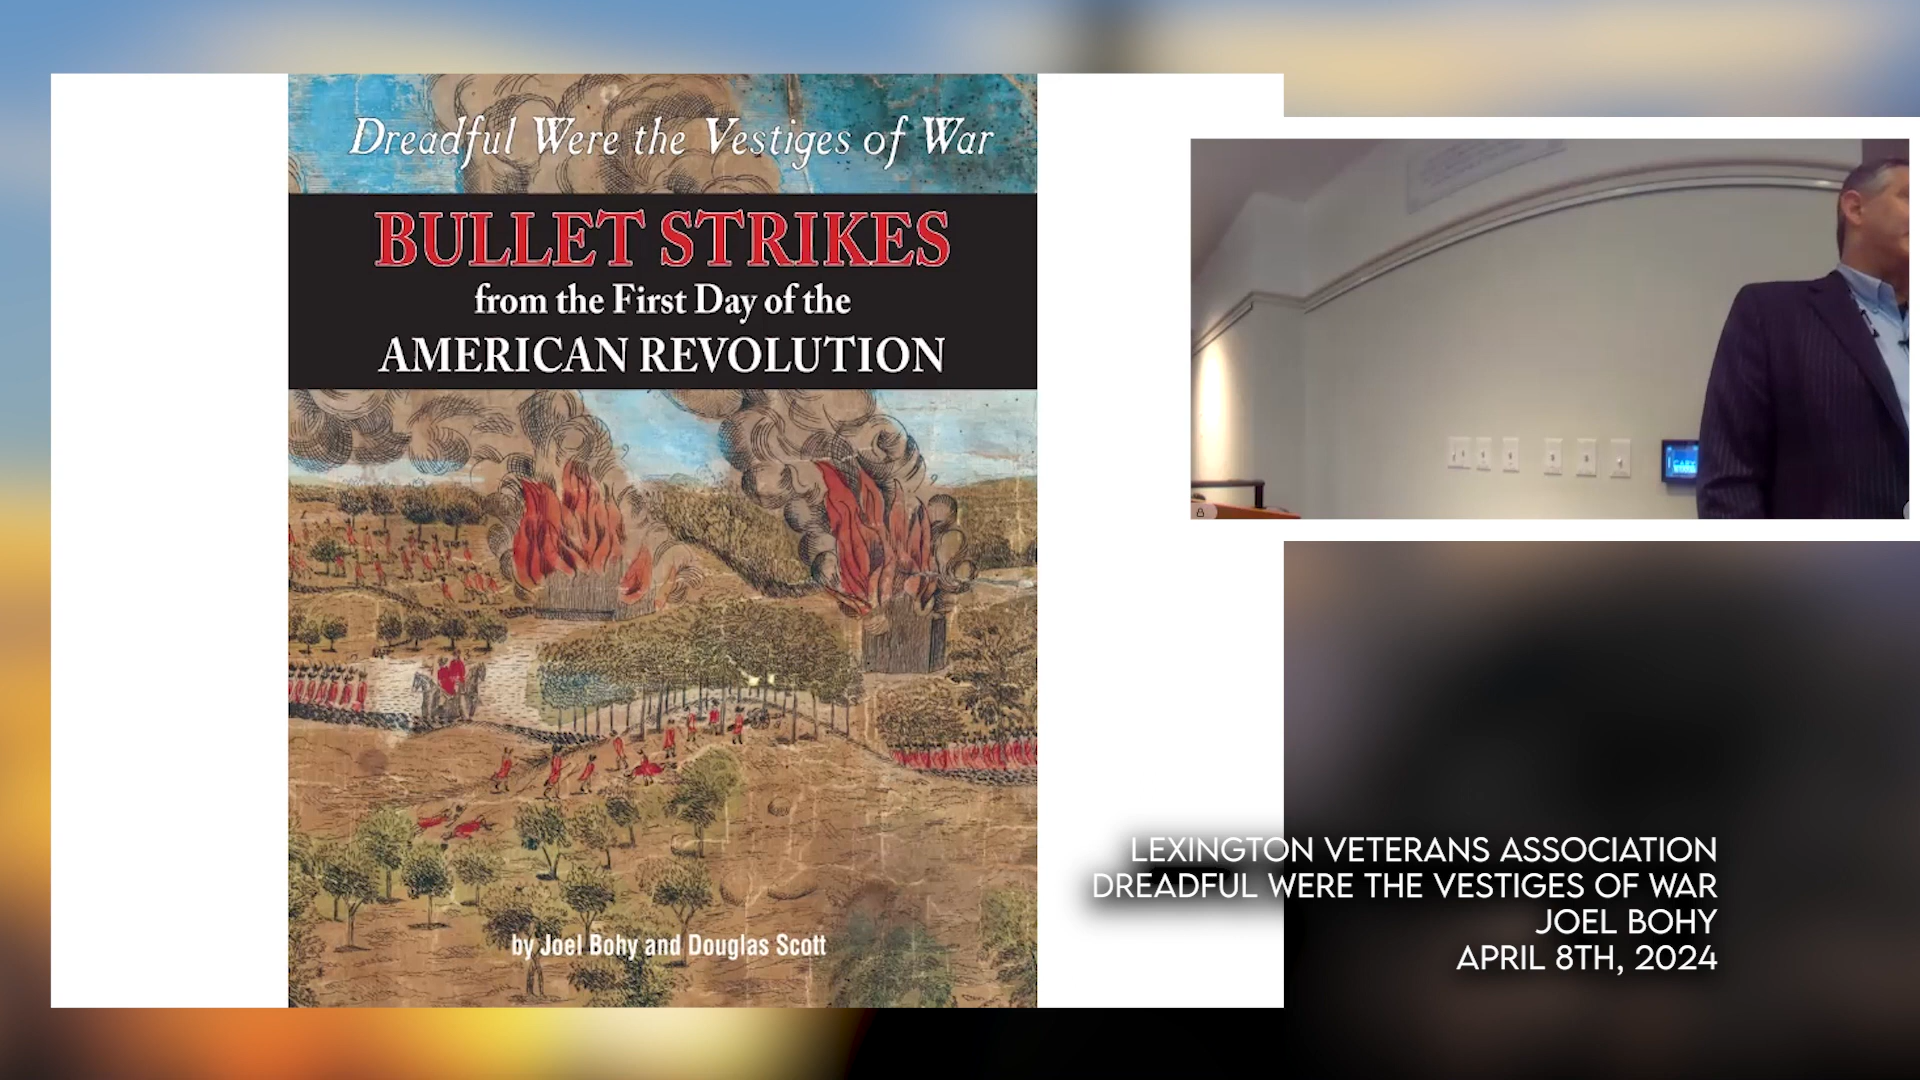 Dreadful Were the Vestiges of War
BULLET STRIKES
from the First Day of the
AMERICAN REVOLUTION
by Joel Bohy and Douglas Scott
LEXINGTON VETERANS ASSOCIATION
DREADFUL WERE THE VESTIGES OF WAR
JOEL BOHY
APRIL 8TH, 2024